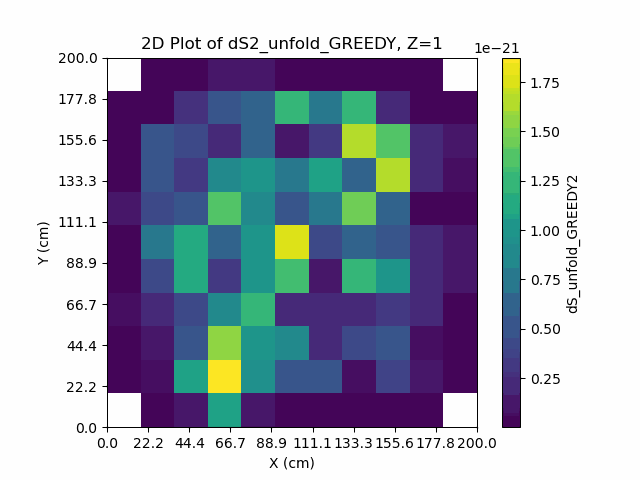 2D Plot of dS2_unfold_GREEDY, Z=1
1e−21
200.0
177.8
155.6
133.3
111.1
88.9
66.7
44.4
22.2
0.0
Y (cm)
0.0 22.2 44.4 66.7 88.9 111.1 133.3 155.6 177.8 200.0
X (cm)
1.75
1.50
1.25
1.00
0.75
0.50
0.25
dS_unfold_GREEDY2